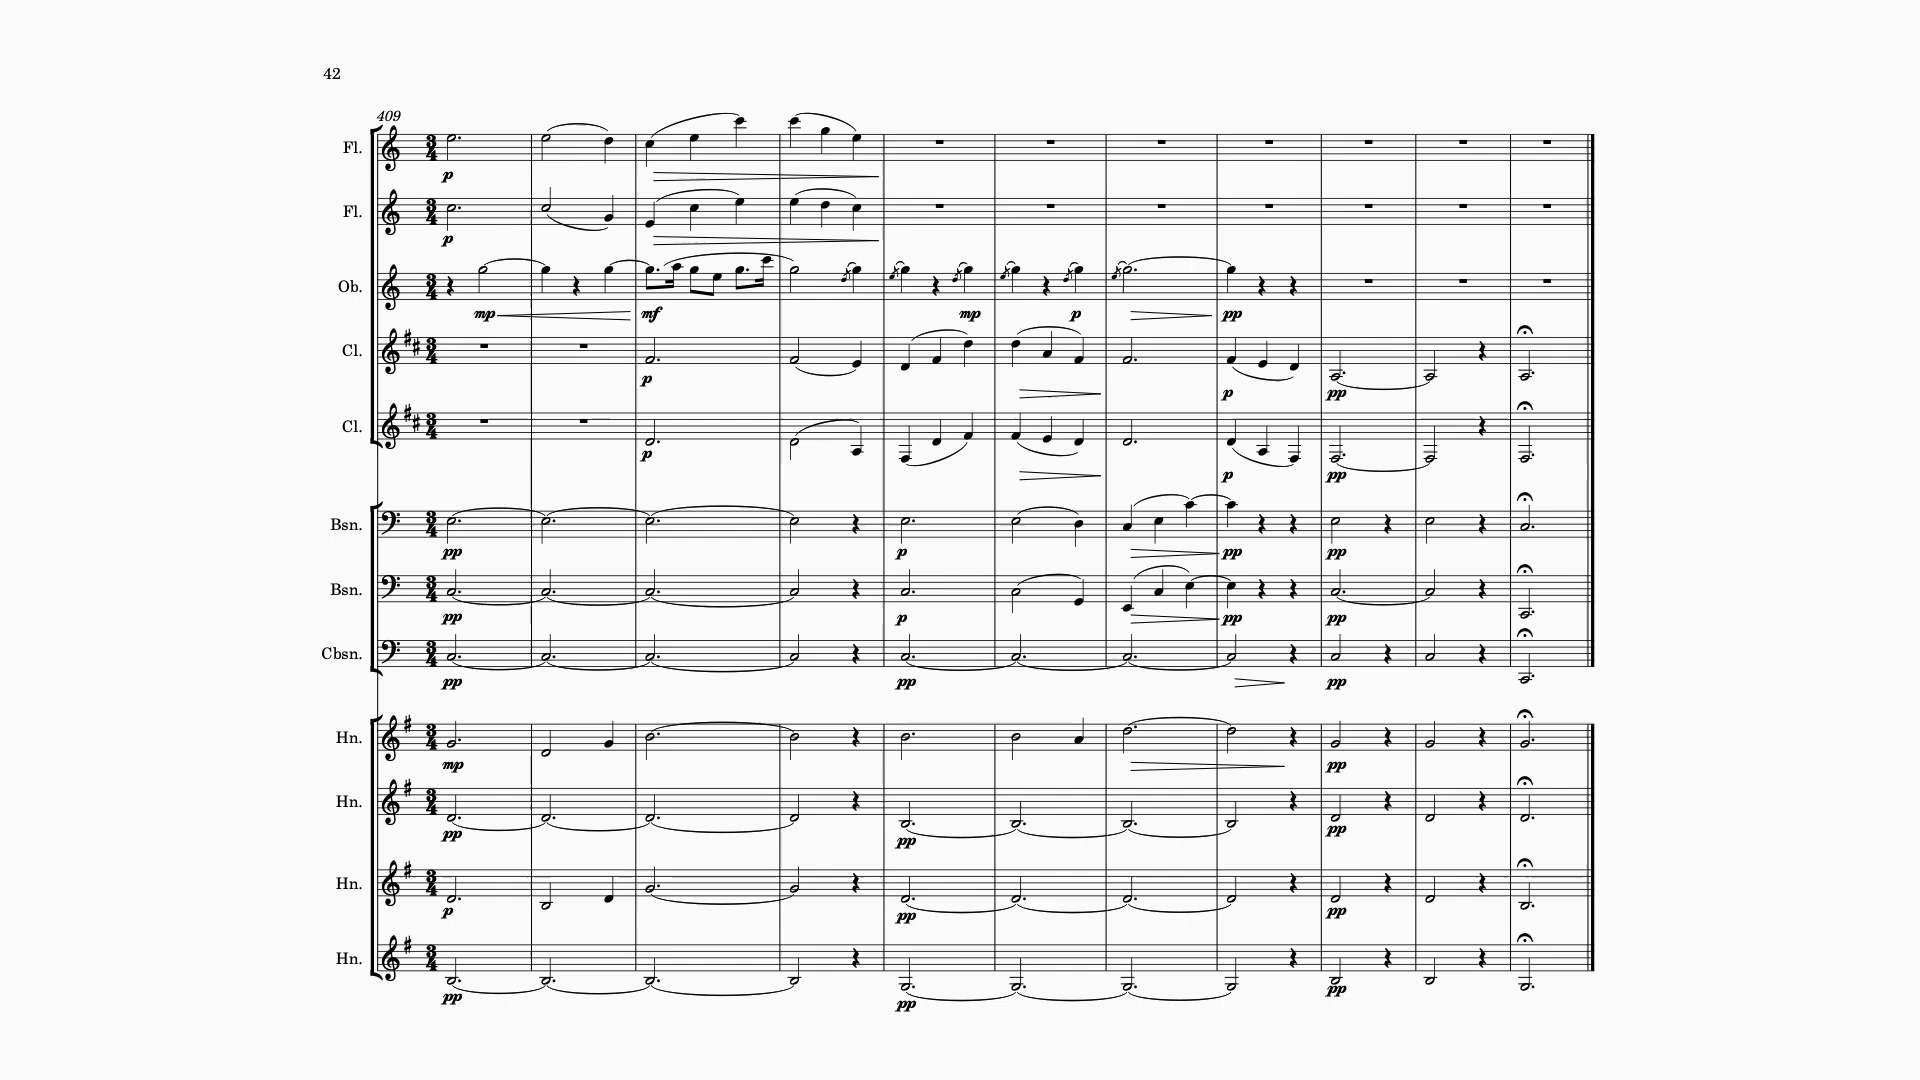 42
409
Fl.
p
Fl.
p
Ob.
mp mf mp p pp
Cl.
p p pp
Cl.
p p pp
Bsn.
pp p pp pp
Bsn.
pp p pp pp
Cbsn.
pp pp pp
Hn.
mp pp
Hn.
pp pp pp
Hn.
p pp pp
Hn.
pp pp pp